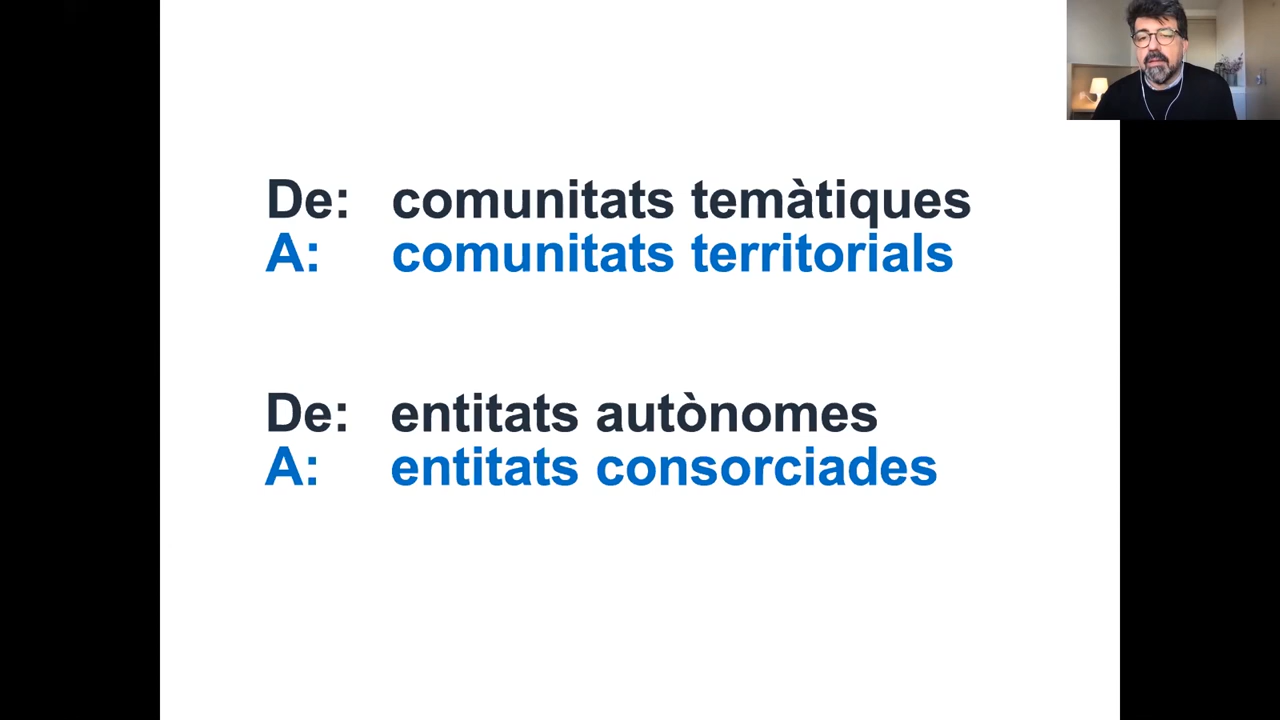 De: comunitats temàtiques
A: comunitats territorials
De: entitats autònomes
A: entitats consorciades